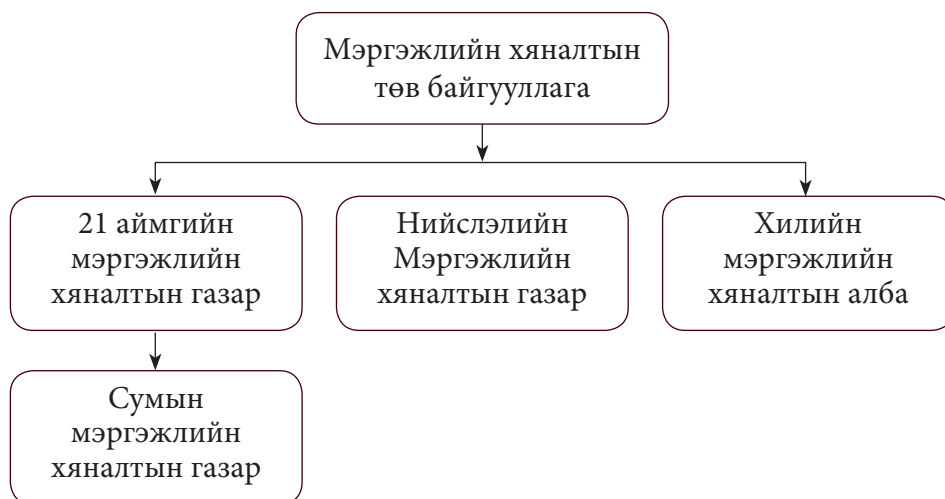 Мэргэжлийн хяналтын
төв байгууллага
21 аймгийн
мэргэжлийн
хяналтын газар
Нийслэлийн
Мэргэжлийн
хяналтын газар
Хилийн
мэргэжлийн
хяналтын алба
Сумын
мэргэжлийн
хяналтын газар